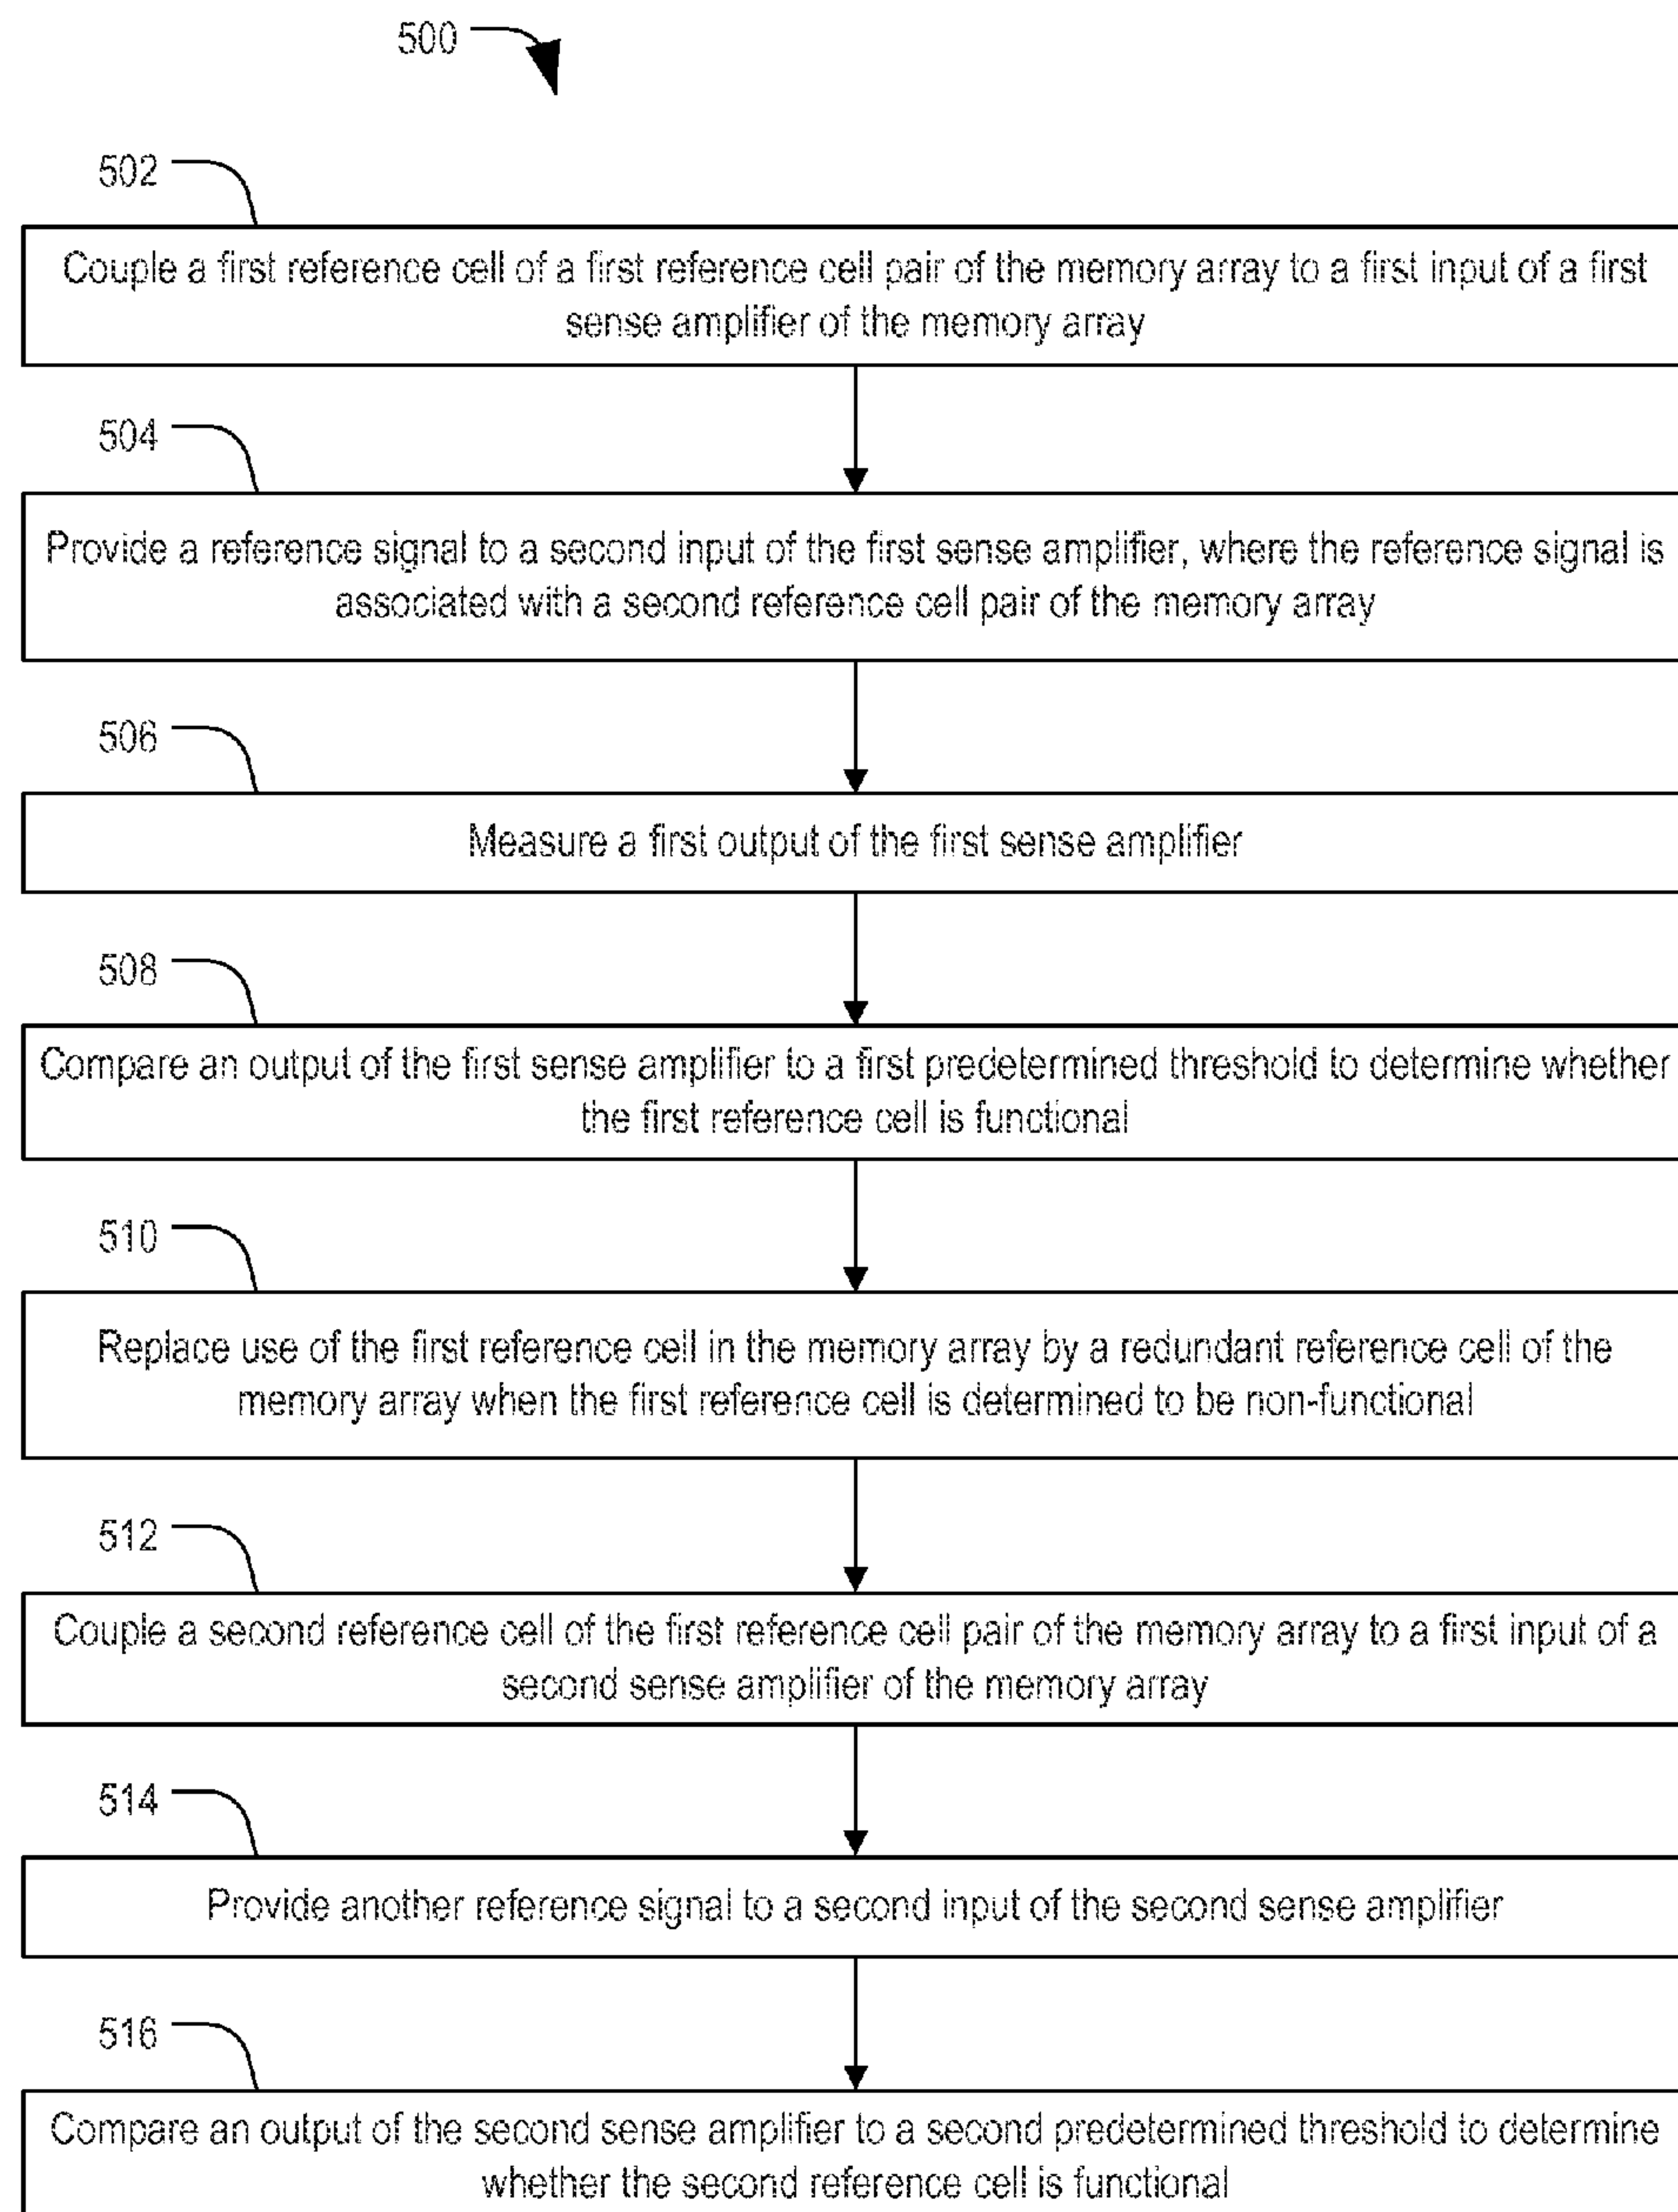 500
502
Couple a first reference cell of a first reference cell pair of the memory array to a first input of a first
sense amplifier of the memory array
504
Provide a reference signal to a second input of the first sense amplifier, where the reference signal is
associated with a second reference cell pair of the memory array
506
Measure a first output of the first sense amplifier
508
Compare an output of the first sense amplifier to a first predetermined threshold to determine whether
the first reference cell is functional
510
Replace use of the first reference cell in the memory array by a redundant reference cell of the
memory array when the first reference cell is determined to be non-functional
512
Couple a second reference cell of the first reference cell pair of the memory array to a first input of a
second sense amplifier of the memory array
514
Provide another reference signal to a second input of the second sense amplifier
516
Compare an output of the second sense amplifier to a second predetermined threshold to determine
whether the second reference cell is functional